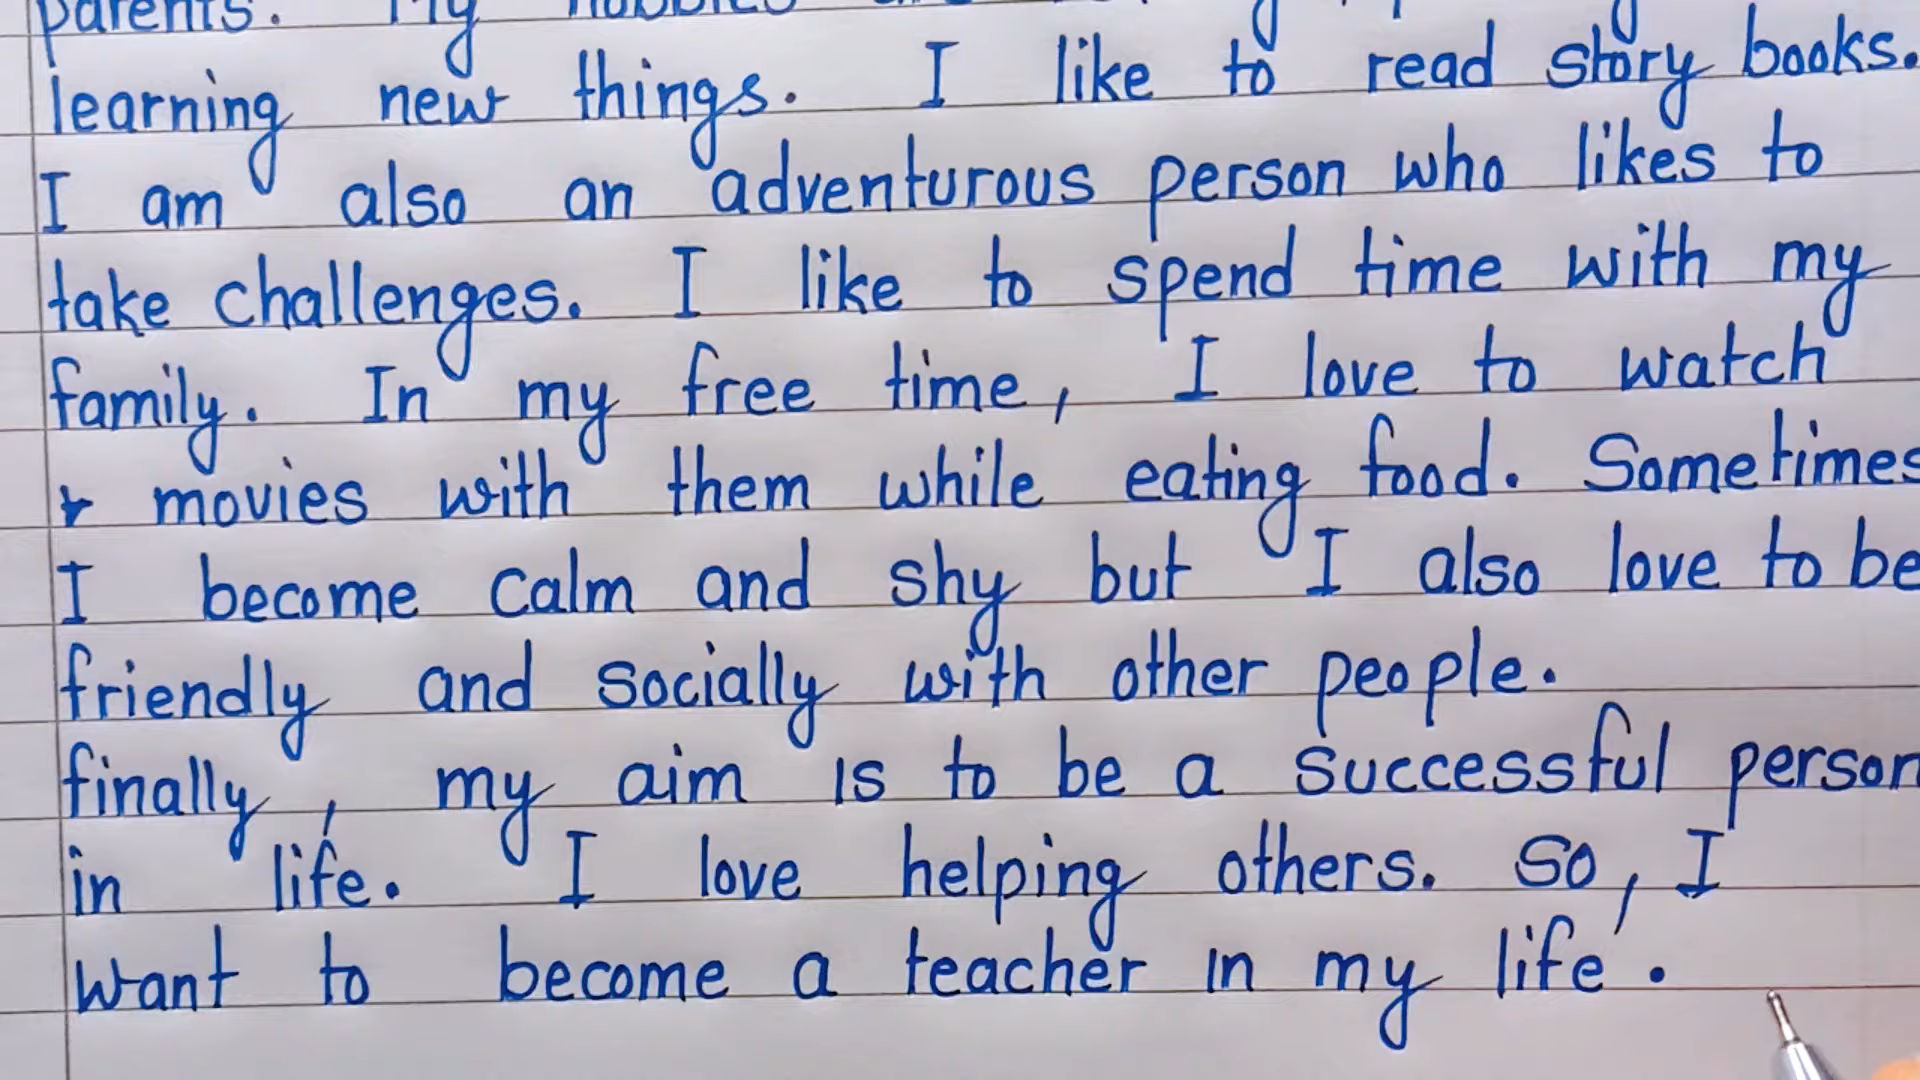 parents. My hobbies are
learning new things. I like to read story books.
I am also an adventurous person who likes to
take challenges. I like to spend time with my
family. In my free time, I love to watch
movies with them while eating food. Sometimes
I become calm and shy but I also love to be
friendly and socially with other people.
finally, my aim is to be a successful person
in life. I love helping others. So, I
want to become a teacher in my life.